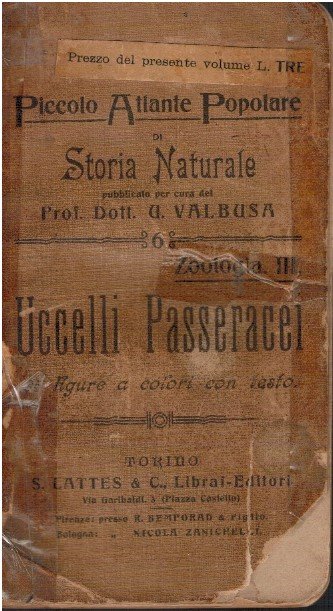 Prezzo del presente volume L. TRE
Piccolo Atlante Popolare
DI
Storia Naturale
pubblicato per cura del
Prof. Dott. U. VALBUSA
6
Zoologia. III.
Uccelli Passeracei
figure a colori con testo.
TORINO
S. LATTES & C., Librai-Editori
Via Garibaldi, 3 (Piazza Castello)
Firenze: presso R. BEMPORAD & Figlio
Bologna: „ NICOLA ZANICHELLI.